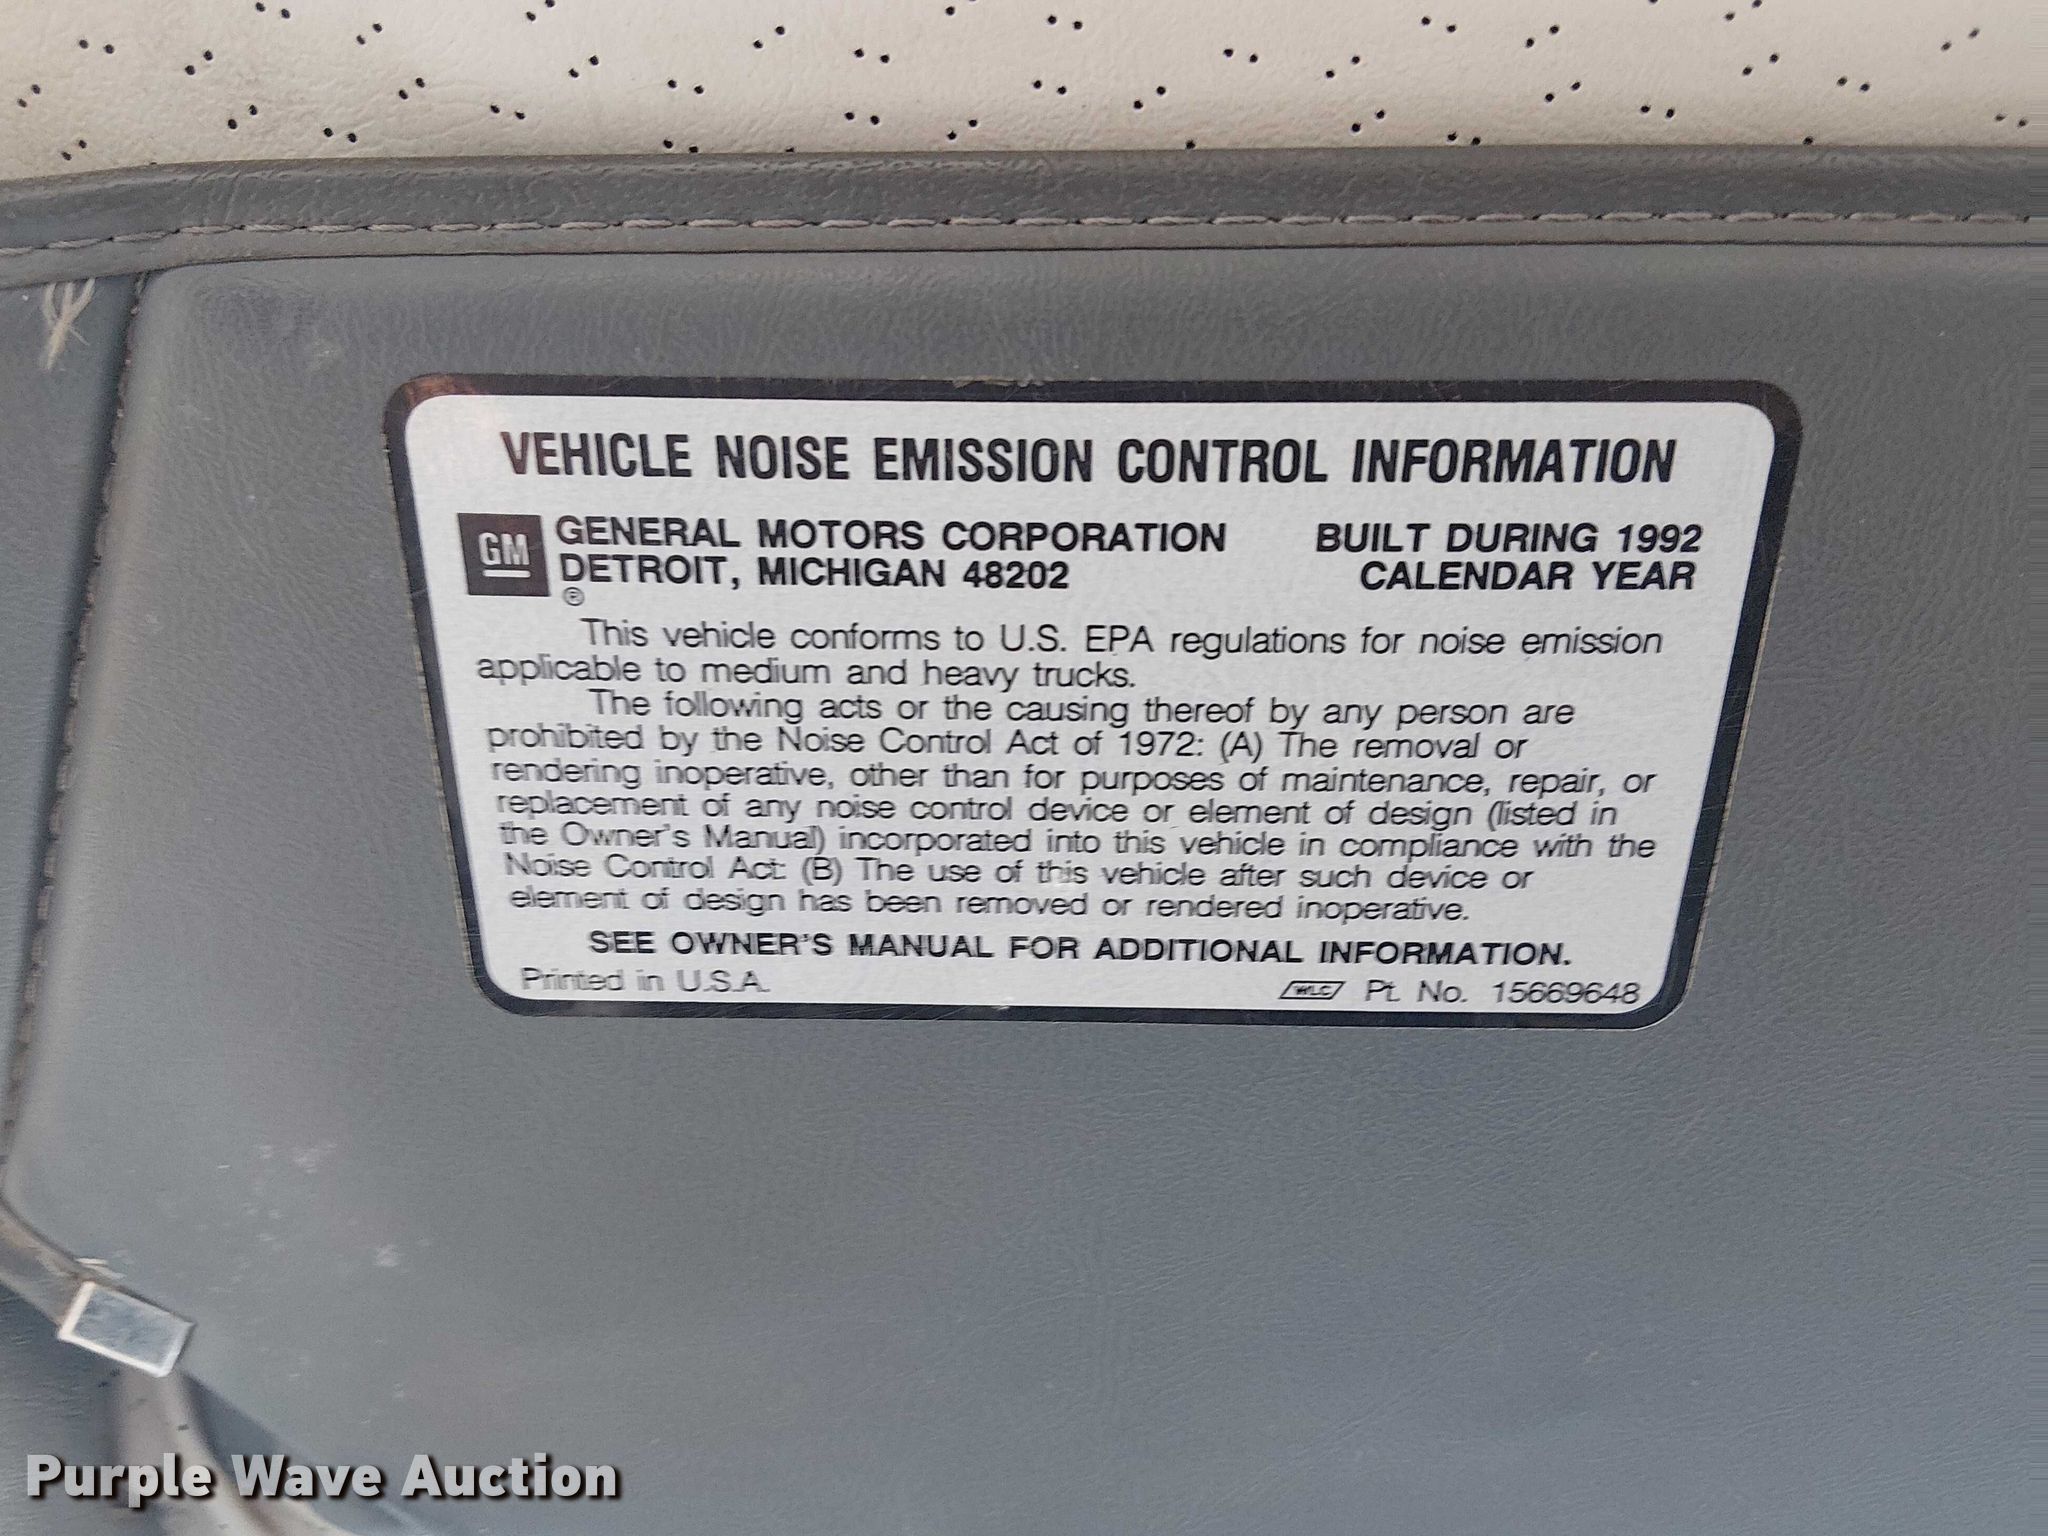 VEHICLE NOISE EMISSION CONTROL INFORMATION
GM
GENERAL MOTORS CORPORATION
DETROIT, MICHIGAN 48202
®
BUILT DURING 1992
CALENDAR YEAR
This vehicle conforms to U.S. EPA regulations for noise emission
applicable to medium and heavy trucks.
The following acts or the causing thereof by any person are
prohibited by the Noise Control Act of 1972: (A) The removal or
rendering inoperative, other than for purposes of maintenance, repair, or
replacement of any noise control device or element of design (listed in
the Owner's Manual) incorporated into this vehicle in compliance with the
Noise Control Act: (B) The use of this vehicle after such device or
element of design has been removed or rendered inoperative.
SEE OWNER'S MANUAL FOR ADDITIONAL INFORMATION.
Printed in U.S.A.
WLC Pt. No. 15669648
Purple Wave Auction